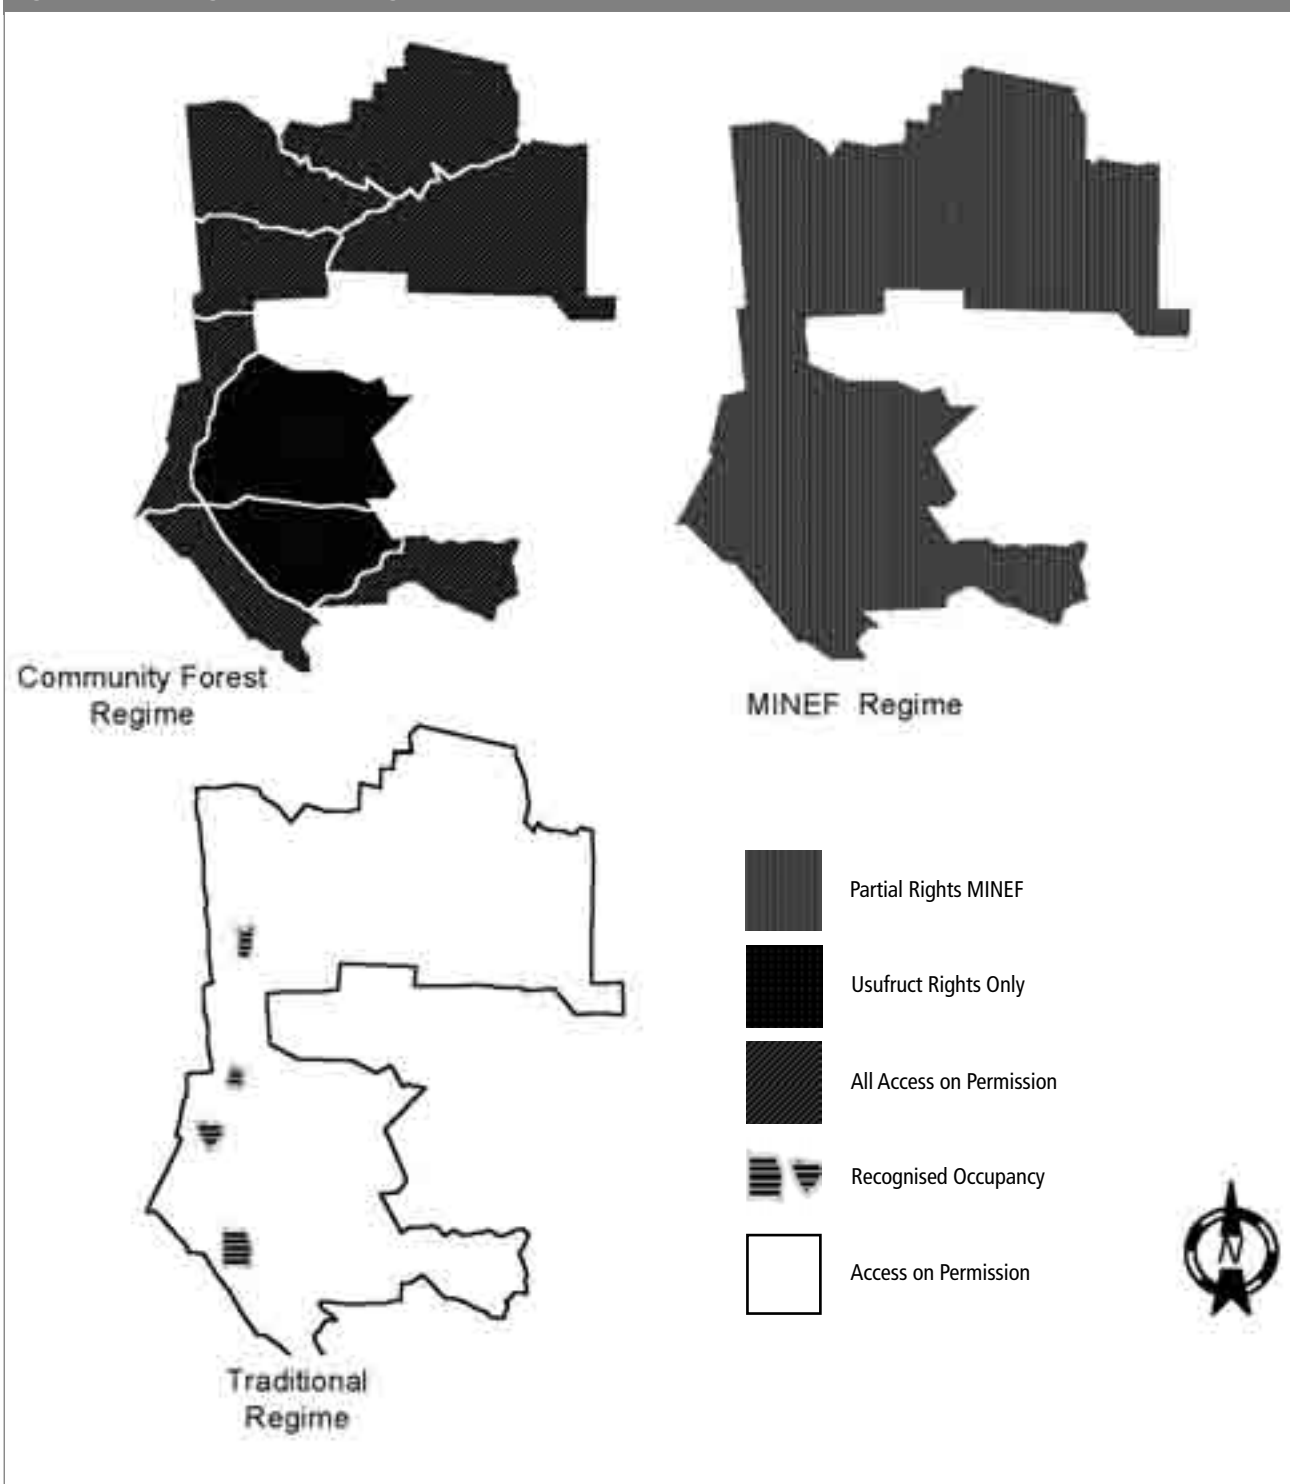 Community Forest
Regime
MINEF Regime
Partial Rights MINEF
Usufruct Rights Only
All Access on Permission
Recognised Occupancy
Access on Permission
N
Traditional
Regime